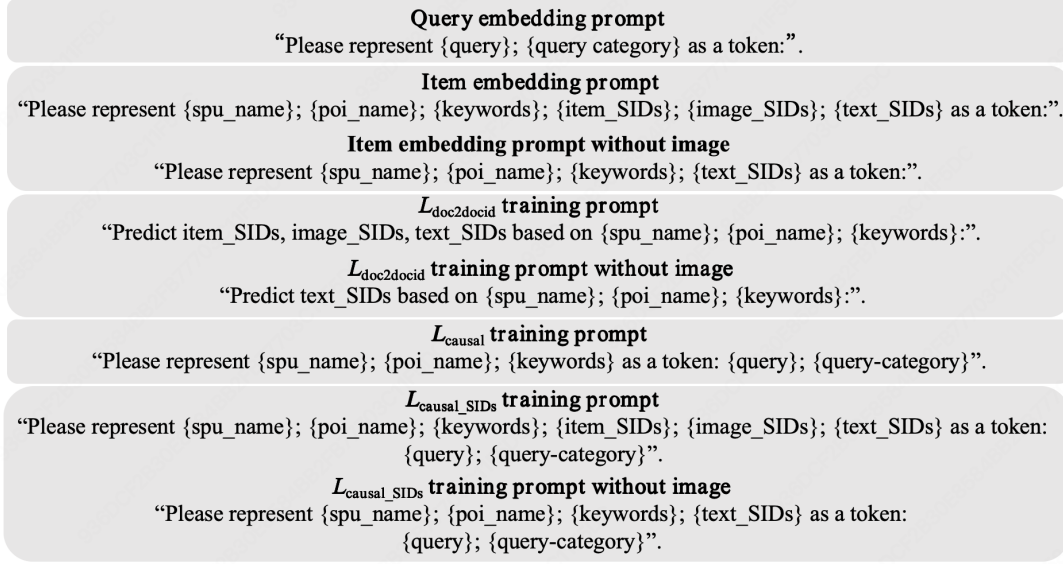 Query embedding prompt
“Please represent {query}; {query category} as a token:”.
Item embedding prompt
“Please represent {spu_name}; {poi_name}; {keywords}; {item_SIDs}; {image_SIDs}; {text_SIDs} as a token:”.
Item embedding prompt without image
“Please represent {spu_name}; {poi_name}; {keywords}; {text_SIDs} as a token:”.
L_doc2docid training prompt
“Predict item_SIDs, image_SIDs, text_SIDs based on {spu_name}; {poi_name}; {keywords}:”.
L_doc2docid training prompt without image
“Predict text_SIDs based on {spu_name}; {poi_name}; {keywords}:”.
L_causal training prompt
“Please represent {spu_name}; {poi_name}; {keywords} as a token: {query}; {query-category}”.
L_causal_SIDs training prompt
“Please represent {spu_name}; {poi_name}; {keywords}; {item_SIDs}; {image_SIDs}; {text_SIDs} as a token:
{query}; {query-category}”.
L_causal_SIDs training prompt without image
“Please represent {spu_name}; {poi_name}; {keywords}; {text_SIDs} as a token:
{query}; {query-category}”.